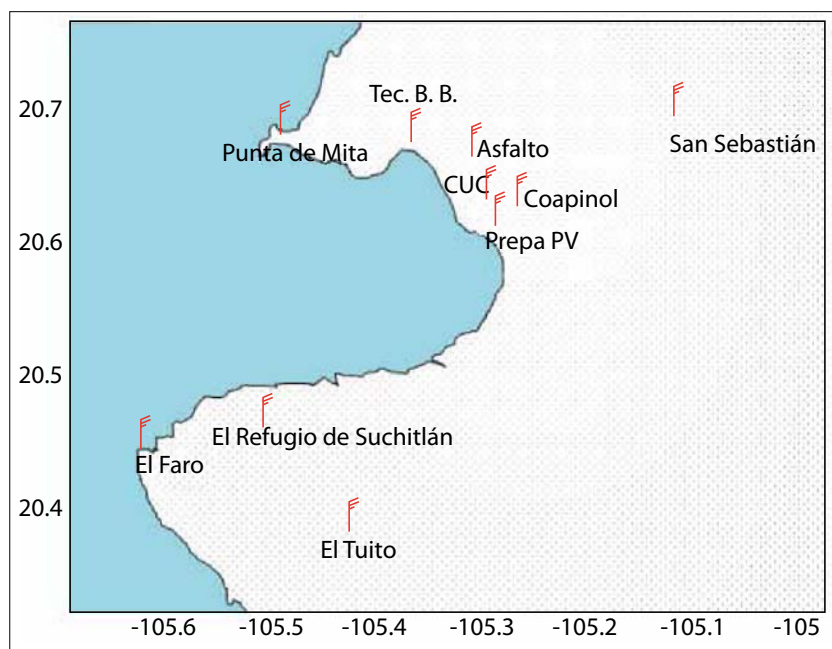 20.7
20.6
20.5
20.4
Tec. B. B.
Punta de Mita
Asfalto
San Sebastián
CUC
Coapinol
Prepa PV
El Refugio de Suchitlán
El Faro
El Tuito
-105.6 -105.5 -105.4 -105.3 -105.2 -105.1 -105